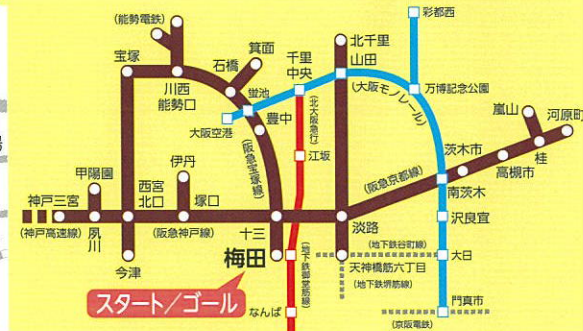 彩都西
(能勢電鉄)
北千里
宝塚
箕面
千里
中央
山田
石橋
(大阪モノレール)
川西
能勢口
蛍池
万博記念公園
大阪空港
豊中
(北大阪急行)
嵐山
河原町
茨木市
(阪急宝塚線)
江坂
桂
高槻市
甲陽園
伊丹
(阪急京都線)
南茨木
神戸三宮
西宮
北口
塚口
十三
淡路
沢良宜
(神戸高速線)
夙
川
(阪急神戸線)
(地下鉄谷町線)
今津
梅田
天神橋筋六丁目
大日
(地下鉄御堂筋線)
(地下鉄堺筋線)
スタート/ゴール
なんば
門真市
(京阪電鉄)